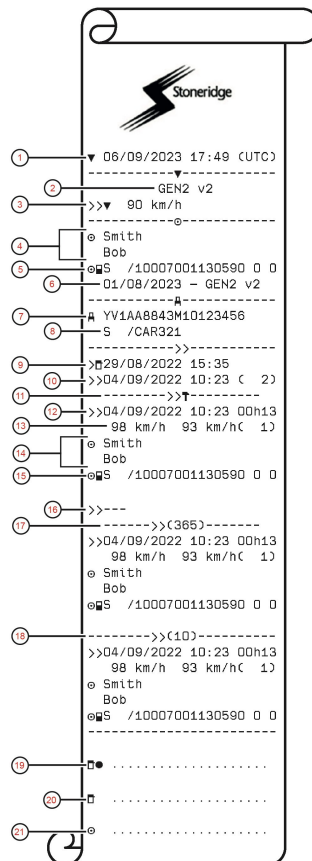 Stoneridge
1 ▼ 06/09/2023 17:49 (UTC)
----------▼----------
2 GEN2 v2
3 >>▼ 90 km/h
----------⊙----------
4 ⊙ Smith
Bob
5 ⊙■S /10007001130590 0 0
6 01/08/2023 - GEN2 v2
7 YV1AA8843M10123456
8 S /CAR321
---------->>---------
9 >29/08/2022 15:35
10 >>04/09/2022 10:23 ( 2)
11 --------->>---------
12 >>04/09/2022 10:23 00h13
13 98 km/h 93 km/h( 1)
14 ⊙ Smith
Bob
15 ⊙■S /10007001130590 0 0
16 >>---
17 ------>>(365)-------
>>04/09/2022 10:23 00h13
98 km/h 93 km/h( 1)
⊙ Smith
Bob
⊙■S /10007001130590 0 0
18 ------->>(10)-------
>>04/09/2022 10:23 00h13
98 km/h 93 km/h( 1)
⊙ Smith
Bob
⊙■S /10007001130590 0 0
---------------------
19 ● ....................
20 ....................
21 ⊙ ....................